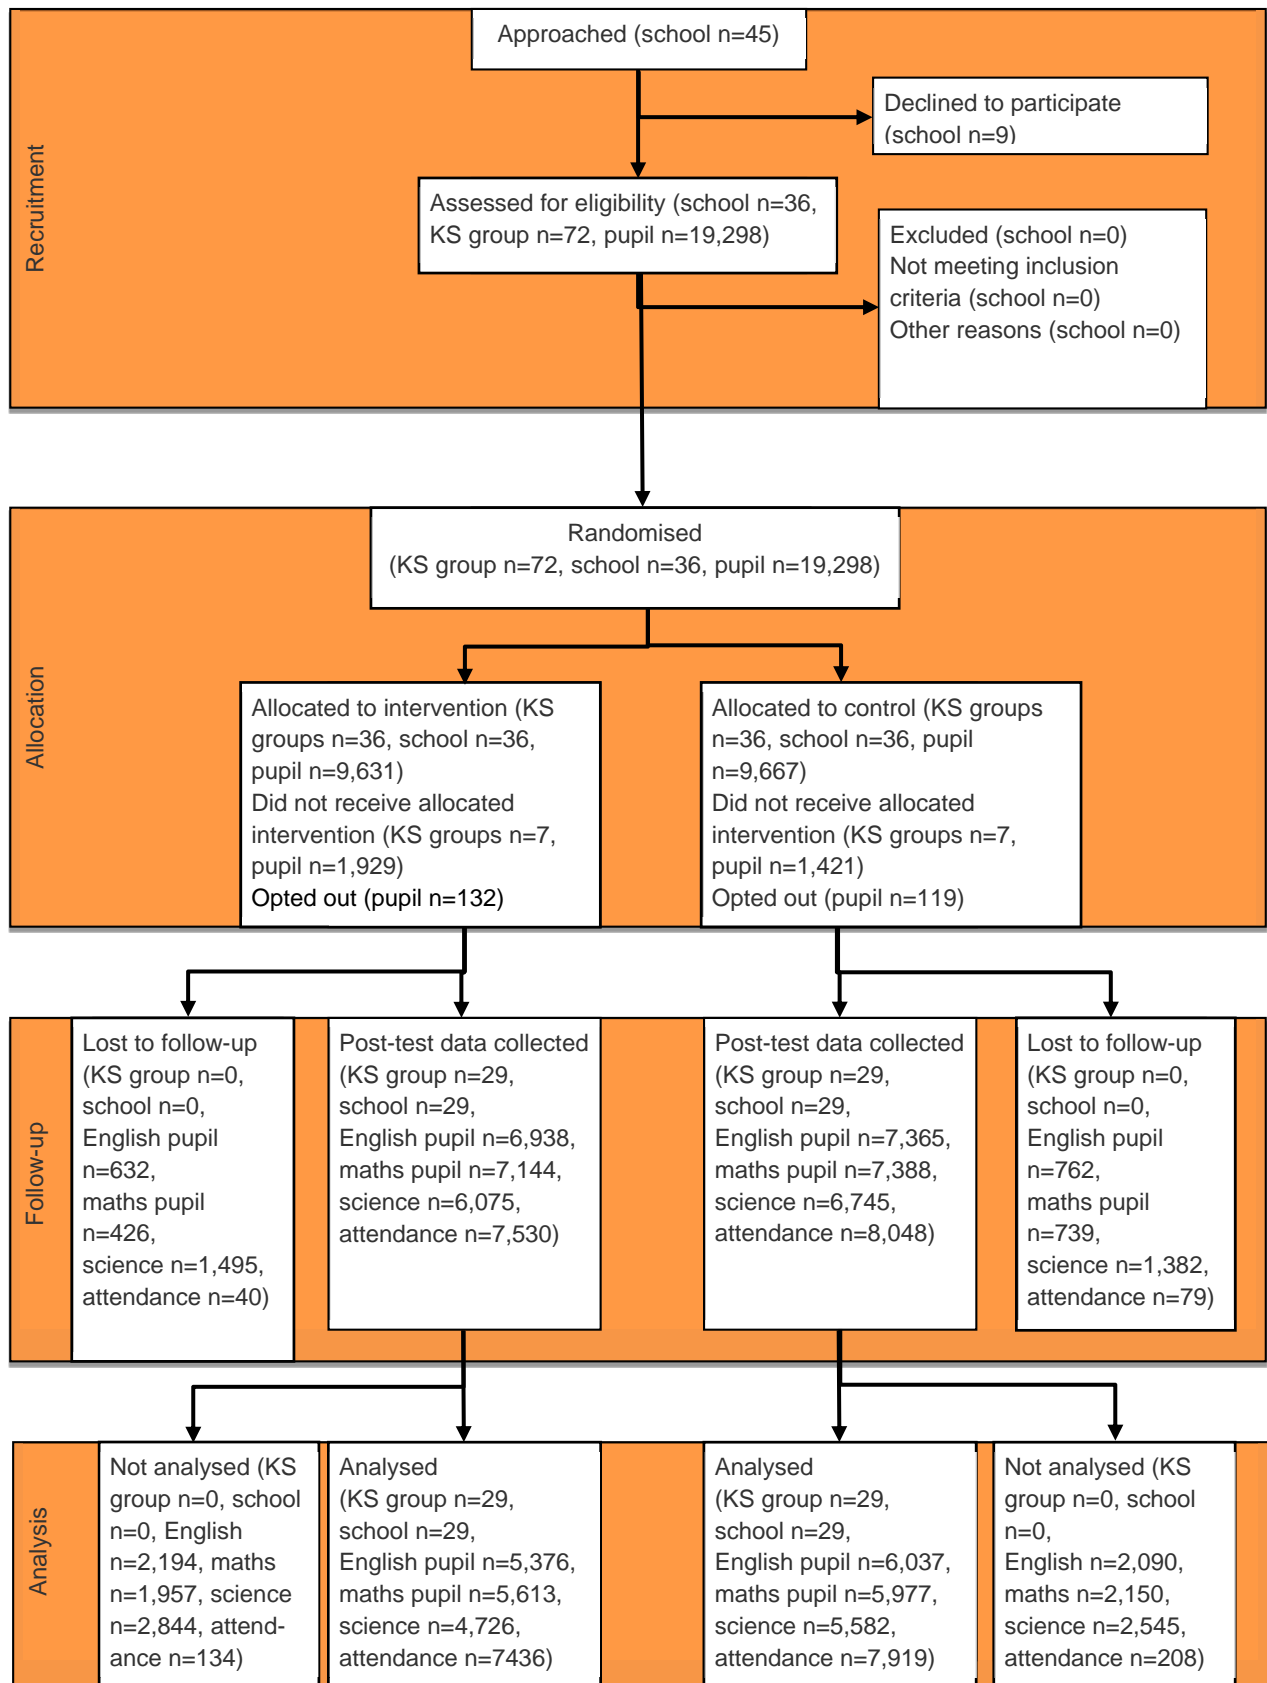 Approached (school n=45)
Declined to participate
(school n=9)
Recruitment
Assessed for eligibility (school n=36,
KS group n=72, pupil n=19,298)
Excluded (school n=0)
Not meeting inclusion
criteria (school n=0)
Other reasons (school n=0)
Randomised
(KS group n=72, school n=36, pupil n=19,298)
Allocation
Allocated to intervention (KS
groups n=36, school n=36,
pupil n=9,631)
Did not receive allocated
intervention (KS groups n=7,
pupil n=1,929)
Opted out (pupil n=132)
Allocated to control (KS groups
n=36, school n=36, pupil
n=9,667)
Did not receive allocated
intervention (KS groups n=7,
pupil n=1,421)
Opted out (pupil n=119)
Follow-up
Lost to follow-up
(KS group n=0,
school n=0,
English pupil
n=632,
maths pupil
n=426,
science n=1,495,
attendance n=40)
Post-test data collected
(KS group n=29,
school n=29,
English pupil n=6,938,
maths pupil n=7,144,
science n=6,075,
attendance n=7,530)
Post-test data collected
(KS group n=29,
school n=29,
English pupil n=7,365,
maths pupil n=7,388,
science n=6,745,
attendance n=8,048)
Lost to follow-up
(KS group n=0,
school n=0,
English pupil
n=762,
maths pupil
n=739,
science n=1,382,
attendance n=79)
Analysis
Not analysed (KS
group n=0, school
n=0, English
n=2,194, maths
n=1,957, science
n=2,844, attend-
ance n=134)
Analysed
(KS group n=29,
school n=29,
English pupil n=5,376,
maths pupil n=5,613,
science n=4,726,
attendance n=7436)
Analysed
(KS group n=29,
school n=29,
English pupil n=6,037,
maths pupil n=5,977,
science n=5,582,
attendance n=7,919)
Not analysed (KS
group n=0, school
n=0,
English n=2,090,
maths n=2,150,
science n=2,545,
attendance n=208)